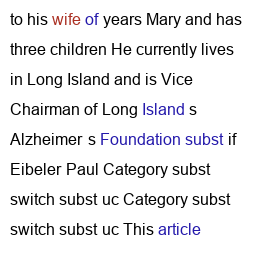 to his wife of years Mary and has
three children He currently lives
in Long Island and is Vice
Chairman of Long Island s
Alzheimer s Foundation subst if
Eibeler Paul Category subst
switch subst uc Category subst
switch subst uc This article